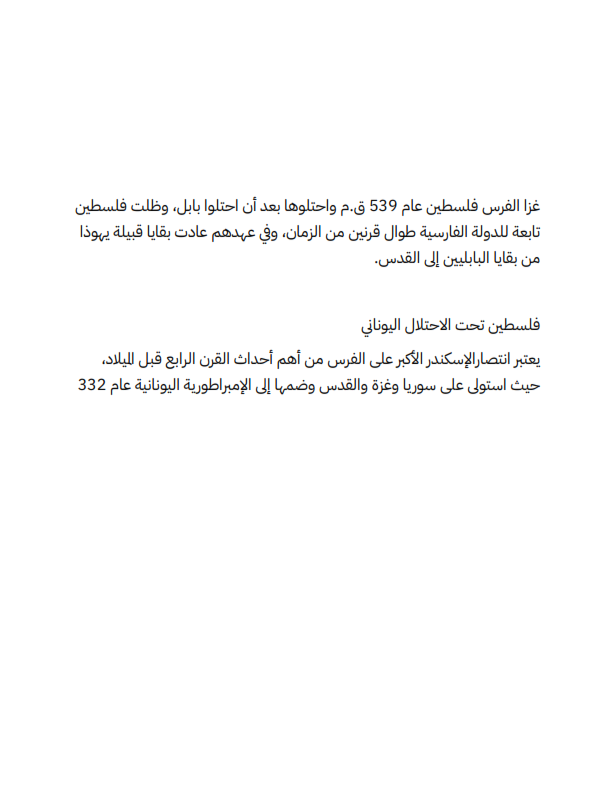 غزا الفرس فلسطين عام 539 ق.م واحتلوها بعد أن احتلوا بابل، وظلت فلسطين
تابعة للدولة الفارسية طوال قرنين من الزمان، وفي عهدهم عادت بقايا قبيلة يهوذا
من بقايا البابليين إلى القدس.
فلسطين تحت الاحتلال اليوناني
يعتبر انتصارالإسكندر الأكبر على الفرس من أهم أحداث القرن الرابع قبل الميلاد،
حيث استولى على سوريا وغزة والقدس وضمها إلى الإمبراطورية اليونانية عام 332